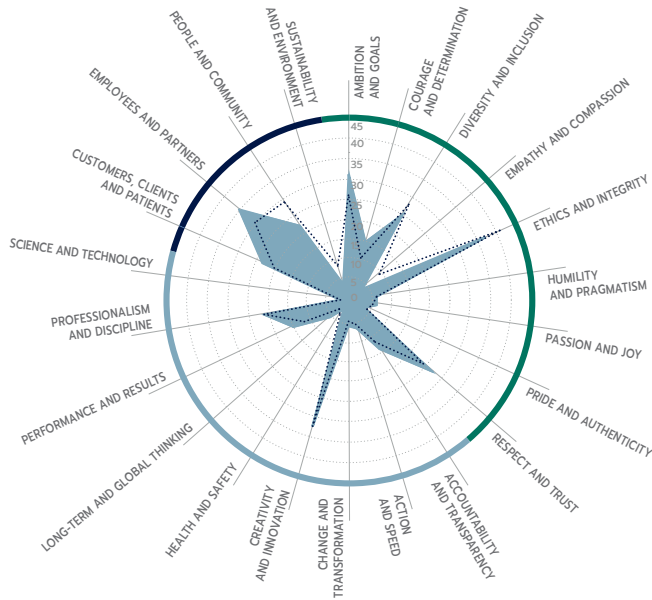 AMBITION
AND GOALS
COURAGE
AND DETERMINATION
DIVERSITY AND INCLUSION
EMPATHY AND COMPASSION
ETHICS AND INTEGRITY
HUMILITY
AND PRAGMATISM
PASSION AND JOY
PRIDE AND AUTHENTICITY
RESPECT AND TRUST
ACCOUNTABILITY
AND TRANSPARENCY
ACTION
AND SPEED
CHANGE AND
TRANSFORMATION
CREATIVITY
AND INNOVATION
HEALTH AND SAFETY
LONG-TERM AND GLOBAL THINKING
PERFORMANCE AND RESULTS
PROFESSIONALISM
AND DISCIPLINE
SCIENCE AND TECHNOLOGY
CUSTOMERS, CLIENTS
AND PATIENTS
EMPLOYEES AND PARTNERS
PEOPLE AND COMMUNITY
SUSTAINABILITY
AND ENVIRONMENT
45
40
35
30
10
5
0